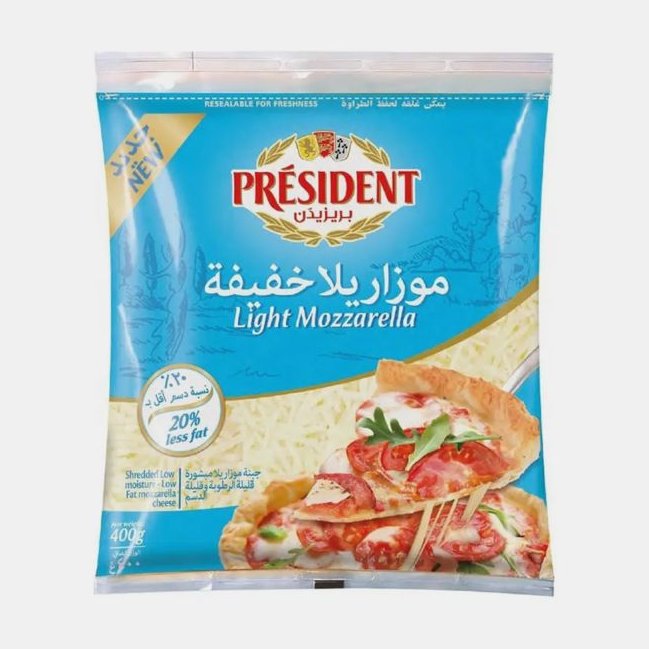 RESEALABLE FOR FRESHNESS
يمكن غلقه لحفظ الطراوة
جديد
NEW
PRÉSIDENT
بريزيدن
موزاريلا خفيفة
Light Mozzarella
٪٢٠
نسبة دسم أقل بـ
20%
less fat
Shredded Low
moisture - Low
Fat mozzarella
cheese
جبنة موزاريلا مبشورة
قليلة الرطوبة وقليلة
الدسم
Net weight:
400g